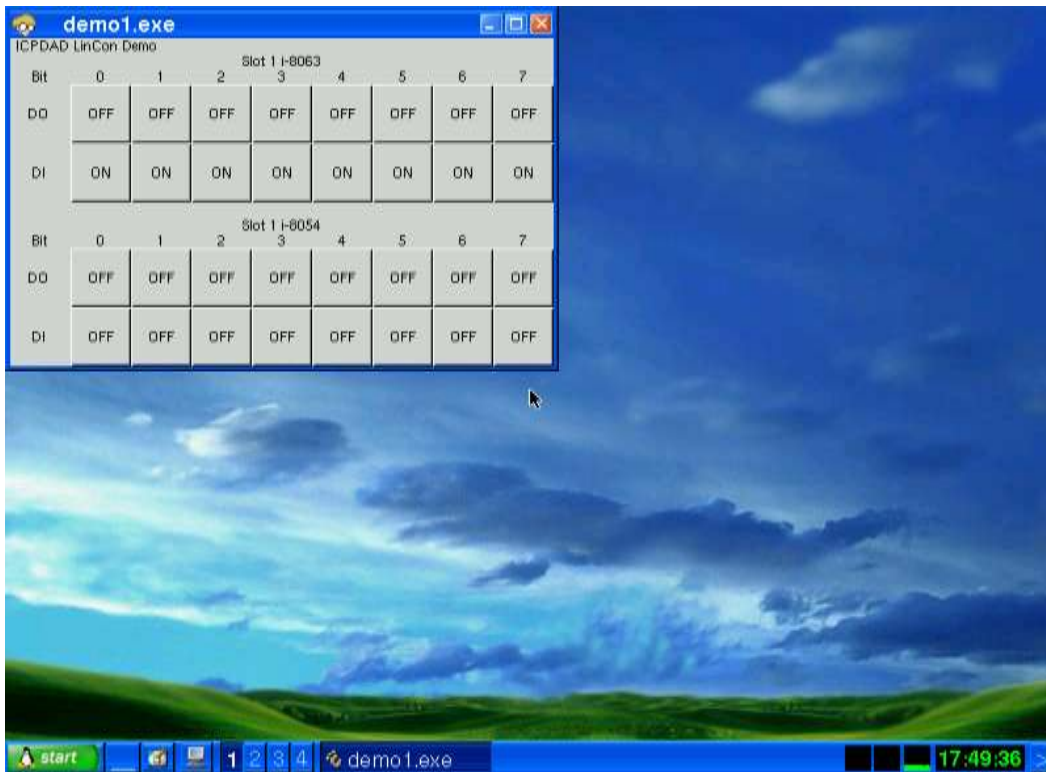 demo1.exe
ICPDAD LinCon Demo
Slot 1 i-8063
Bit 0 1 2 3 4 5 6 7
DO OFF OFF OFF OFF OFF OFF OFF OFF
DI ON ON ON ON ON ON ON ON
Slot 1 i-8054
Bit 0 1 2 3 4 5 6 7
DO OFF OFF OFF OFF OFF OFF OFF OFF
DI OFF OFF OFF OFF OFF OFF OFF OFF
start 1 2 3 4 demo1.exe 17:49:36 >